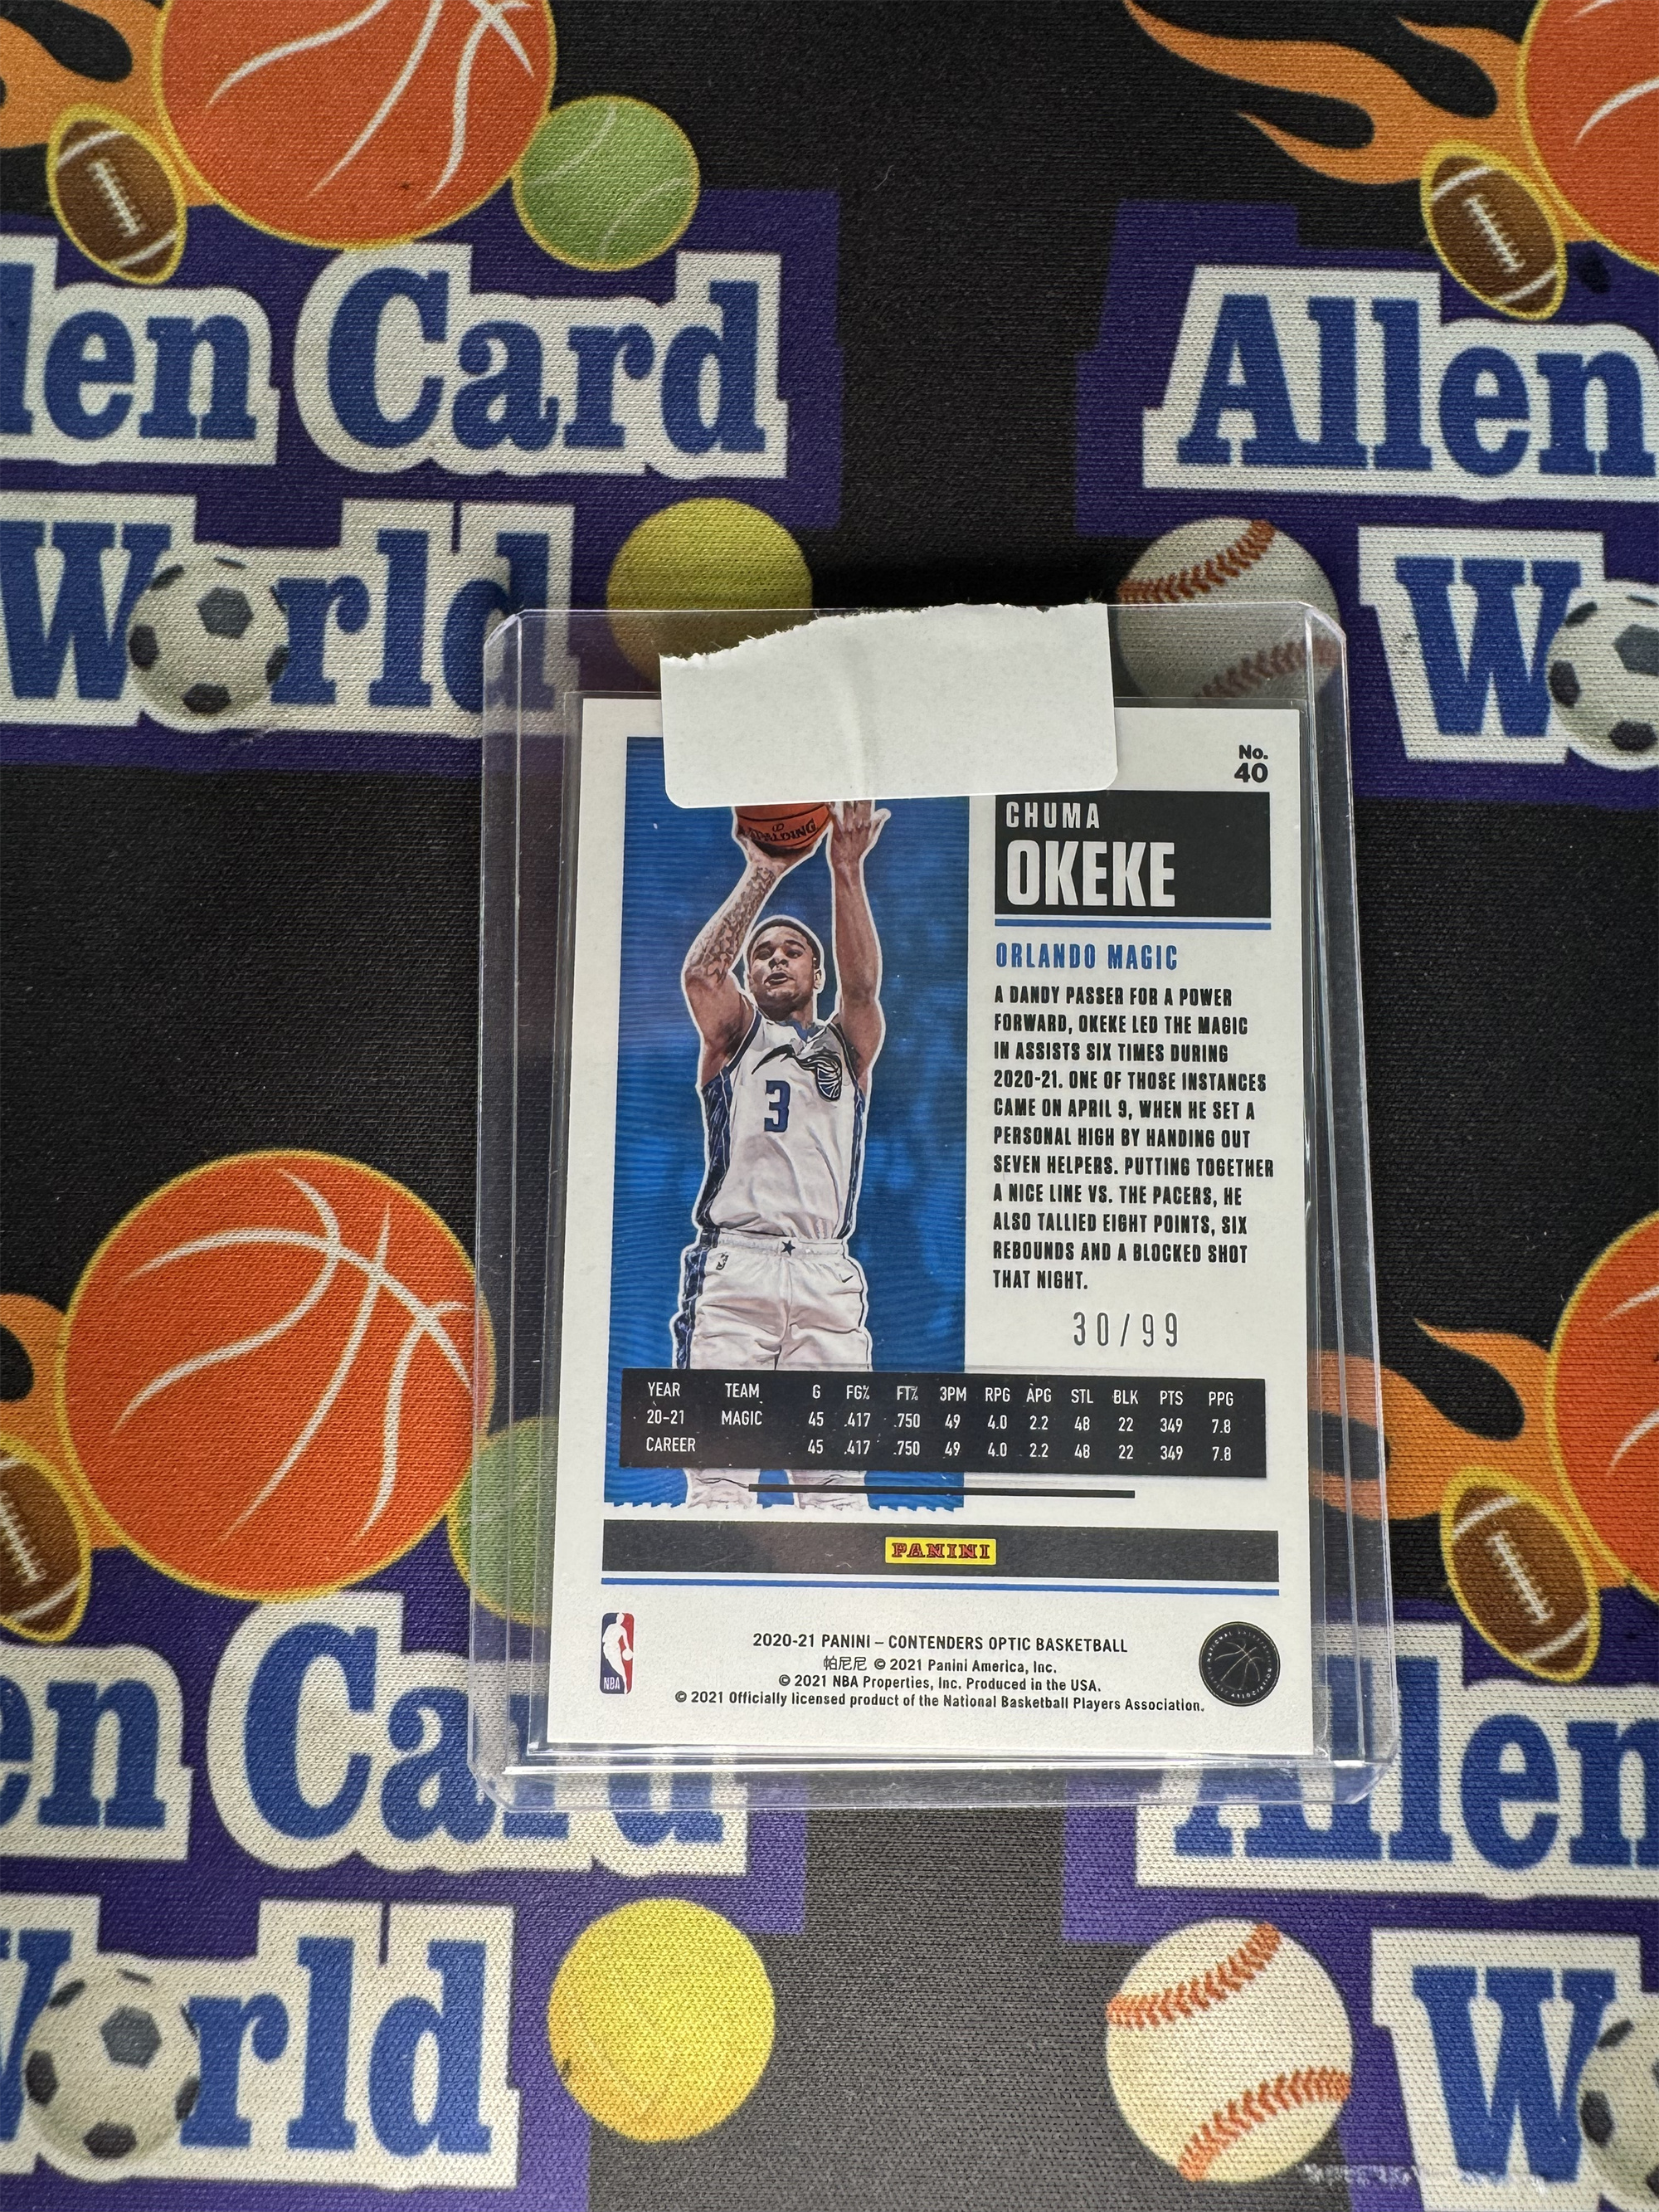 len Card
World
Allen
Wo
No.
40
SPALDING
CHUMA
OKEKE
ORLANDO MAGIC
A DANDY PASSER FOR A POWER
FORWARD, OKEKE LED THE MAGIC
IN ASSISTS SIX TIMES DURING
2020-21. ONE OF THOSE INSTANCES
CAME ON APRIL 9, WHEN HE SET A
PERSONAL HIGH BY HANDING OUT
SEVEN HELPERS. PUTTING TOGETHER
A NICE LINE VS. THE PACERS, HE
ALSO TALLIED EIGHT POINTS, SIX
REBOUNDS AND A BLOCKED SHOT
THAT NIGHT.
3
30/99
YEAR TEAM G FG% FT% 3PM RPG APG STL BLK PTS PPG
20-21 MAGIC 45 .417 .750 49 4.0 2.2 48 22 349 7.8
CAREER 45 .417 .750 49 4.0 2.2 48 22 349 7.8
PANINI
NBA
2020-21 PANINI – CONTENDERS OPTIC BASKETBALL
帕尼尼 © 2021 Panini America, Inc.
© 2021 NBA Properties, Inc. Produced in the USA.
© 2021 Officially licensed product of the National Basketball Players Association.
en Card
World
Allen
W